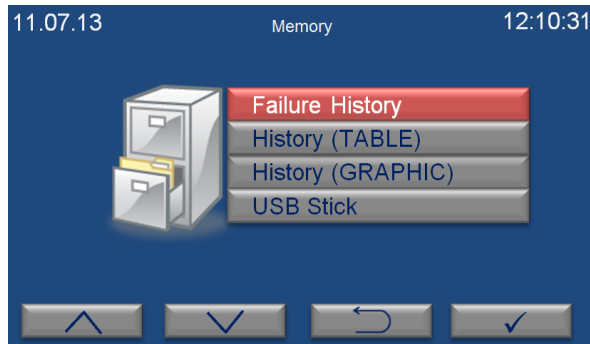 11.07.13 Memory 12:10:31
Failure History
History (TABLE)
History (GRAPHIC)
USB Stick